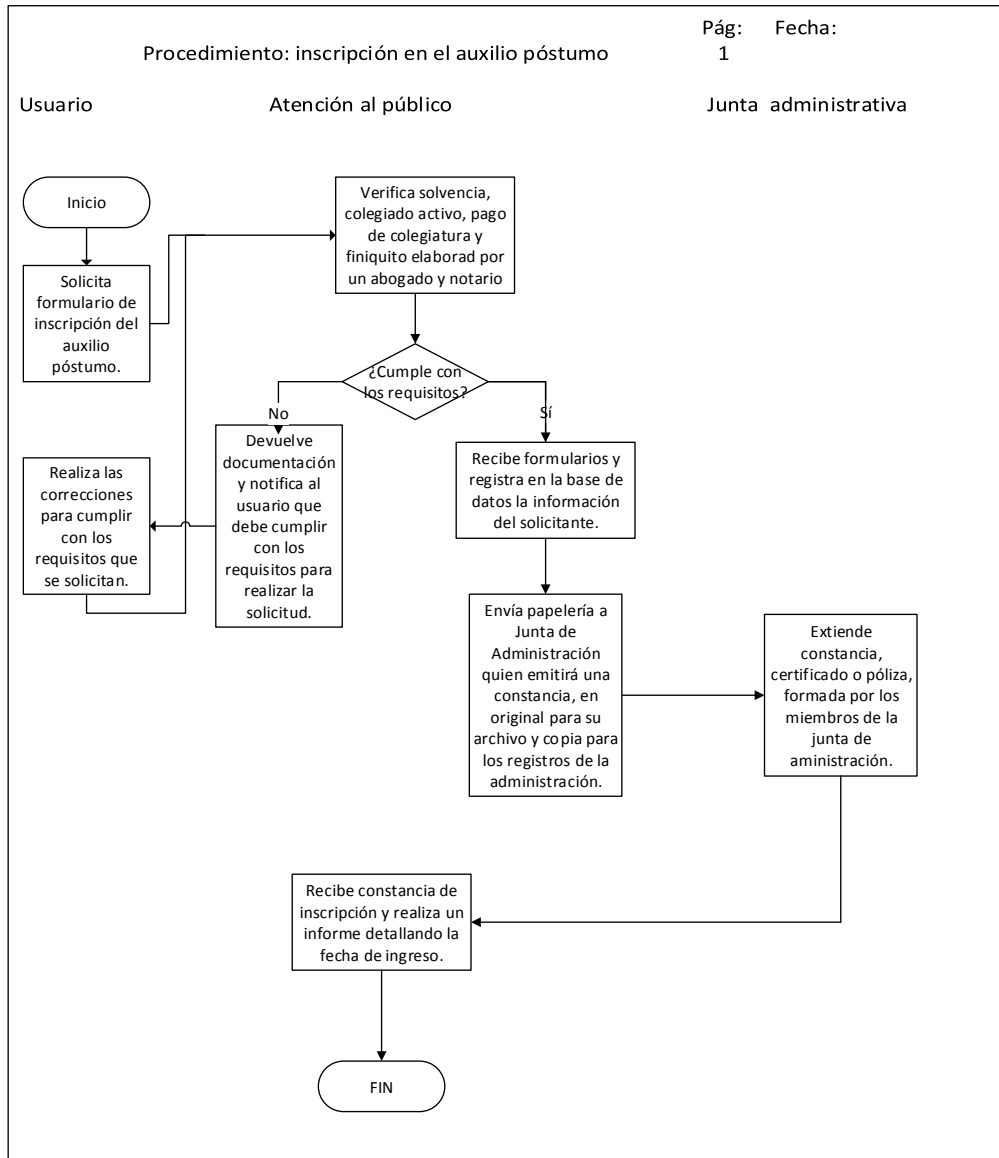 Pág: Fecha:
Procedimiento: inscripción en el auxilio póstumo 1
Usuario Atención al público Junta administrativa
Inicio
Solicita
formulario de
inscripción del
auxilio
póstumo.
Verifica solvencia,
colegiado activo, pago
de colegiatura y
finiquito elaborad por
un abogado y notario
¿Cumple con
los requisitos?
No
Sí
Devuelve
documentación
y notifica al
usuario que
debe cumplir
con los
requisitos para
realizar la
solicitud.
Realiza las
correcciones
para cumplir
con los
requisitos que
se solicitan.
Recibe formularios y
registra en la base de
datos la información
del solicitante.
Envía papelería a
Junta de
Administración
quien emitirá una
constancia, en
original para su
archivo y copia para
los registros de la
administración.
Extiende
constancia,
certificado o póliza,
formada por los
miembros de la
junta de
aministración.
Recibe constancia de
inscripción y realiza un
informe detallando la
fecha de ingreso.
FIN